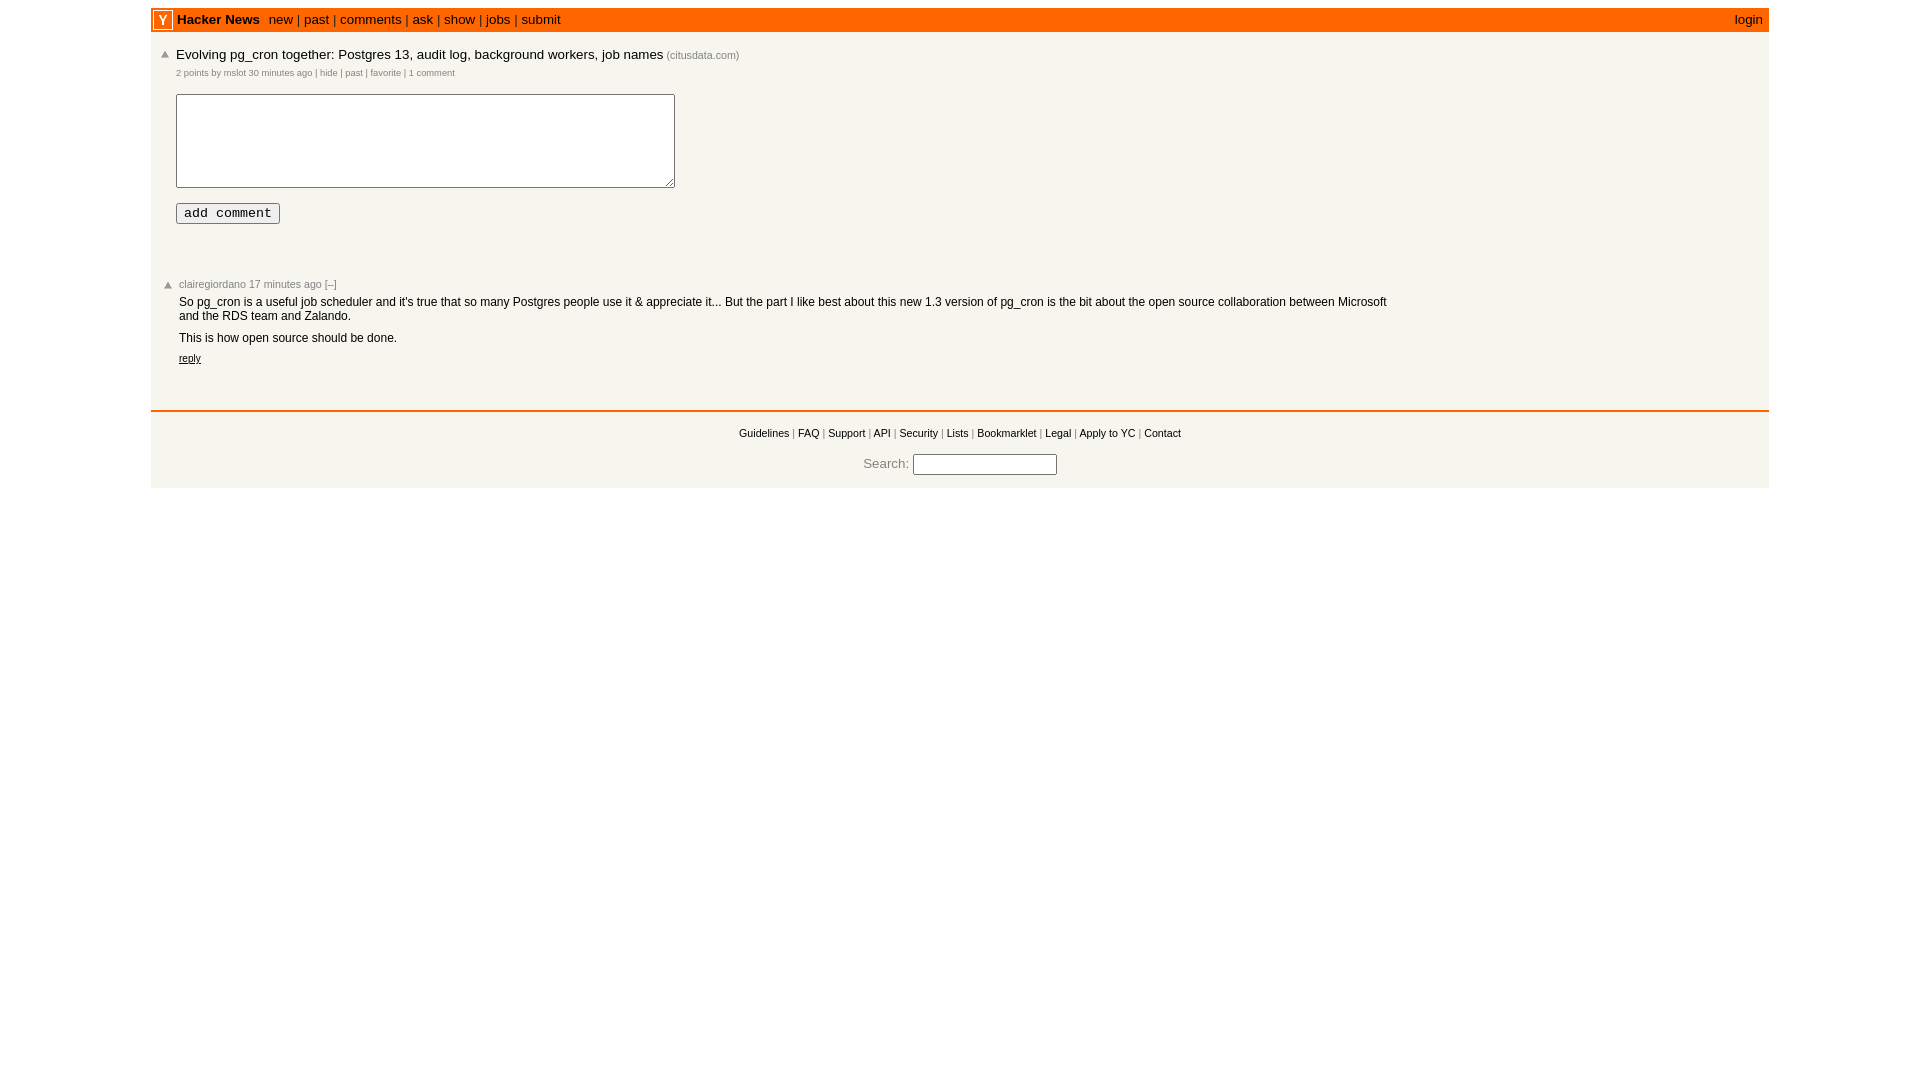 Y Hacker News new | past | comments | ask | show | jobs | submit login
Evolving pg_cron together: Postgres 13, audit log, background workers, job names (citusdata.com)
2 points by mslot 30 minutes ago | hide | past | favorite | 1 comment
add comment
clairegiordano 17 minutes ago [–]
So pg_cron is a useful job scheduler and it's true that so many Postgres people use it & appreciate it... But the part I like best about this new 1.3 version of pg_cron is the bit about the open source collaboration between Microsoft
and the RDS team and Zalando.
This is how open source should be done.
reply
Guidelines | FAQ | Support | API | Security | Lists | Bookmarklet | Legal | Apply to YC | Contact
Search: